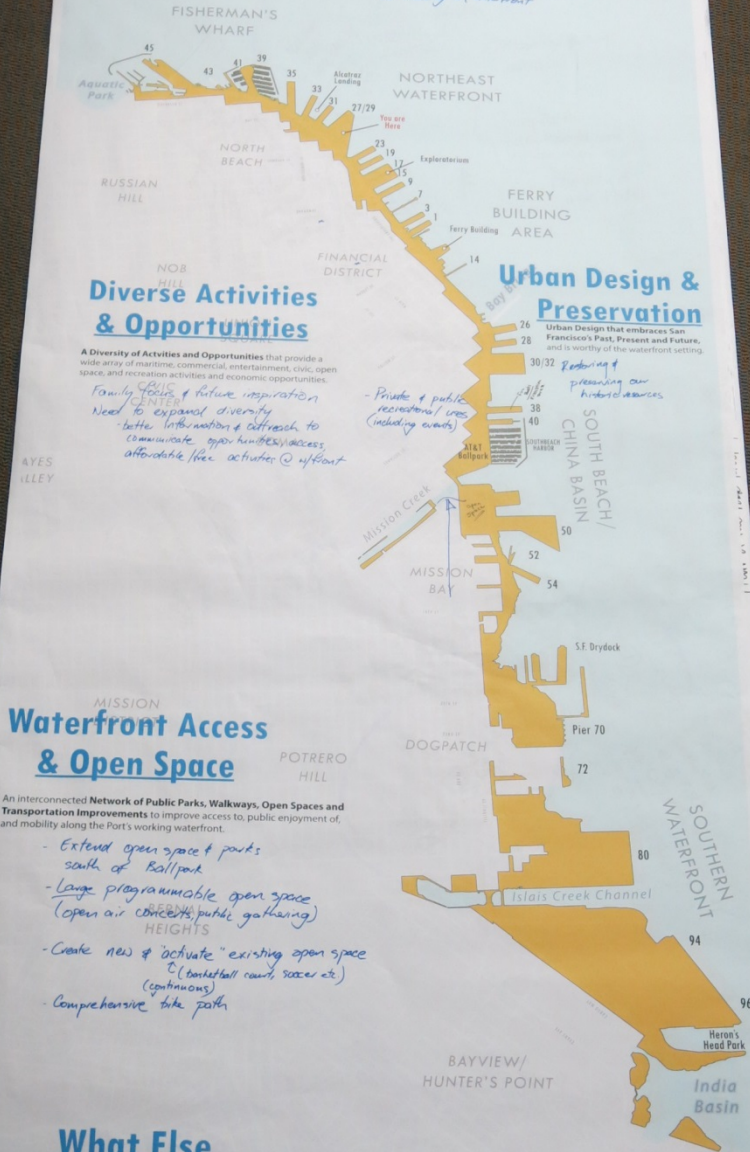 FISHERMAN'S
WHARF
45
43
41
39
35
33
31
Alcatraz
Landing
27/29
You are
Here
Aquatic
Park
NORTHEAST
WATERFRONT
NORTH
BEACH
23
19
17
15
9
7
3
1
Exploratorium
RUSSIAN
HILL
FERRY
BUILDING
AREA
Ferry Building
14
FINANCIAL
DISTRICT
NOB
HILL
Diverse Activities
& Opportunities
A Diversity of Actvities and Opportunities that provide a
wide array of maritime, commercial, entertainment, civic, open
space, and recreation activities and economic opportunities.
CIVIC
CENTER
Family focus & future inspiration
Need to expand diversity
- better information & outreach to
communicate opportunities, access,
affordable/free activities @ w/front
- Private & public
recreational uses
(including events)
Urban Design &
Preservation
Urban Design that embraces San
Francisco's Past, Present and Future,
and is worthy of the waterfront setting.
Restoring &
preserving our
historic resources
26
28
30/32
38
40
AT&T
Ballpark
SOUTHBEACH
HARBOR
SOUTH BEACH/
CHINA BASIN
AYES
LLEY
Mission Creek
50
52
54
MISSION
BAY
S.F. Drydock
Pier 70
72
DOGPATCH
MISSION
Waterfront Access
& Open Space
POTRERO
HILL
An interconnected Network of Public Parks, Walkways, Open Spaces and
Transportation Improvements to improve access to, public enjoyment of,
and mobility along the Port's working waterfront.
- Extend open space & parks
south of Ballpark
- Large programmable open space
(open air concerts, public gathering)
BERNAL
HEIGHTS
- Create new & "activate" existing open space
(basketball court, soccer etc)
(continuous)
- Comprehensive bike path
80
SOUTHERN
WATERFRONT
Islais Creek Channel
94
96
Heron's
Head Park
BAYVIEW/
HUNTER'S POINT
India
Basin
What Else